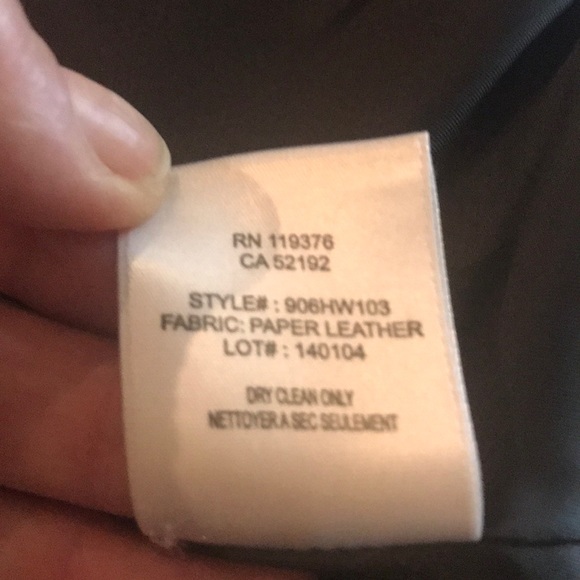 RN 119376
CA 52192
STYLE# : 906HW103
FABRIC: PAPER LEATHER
LOT# : 140104
DRY CLEAN ONLY
NETTOYER A SEC SEULEMENT